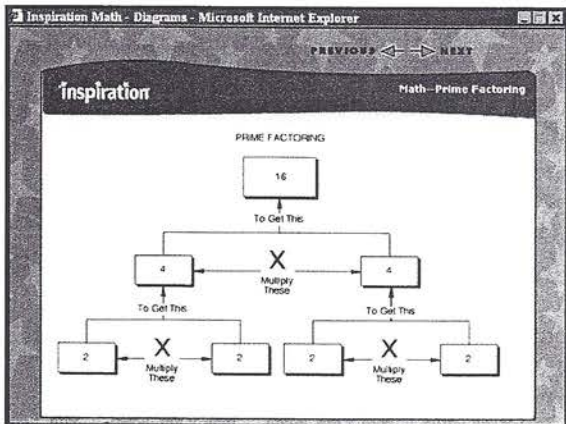 Inspiration Math - Diagrams - Microsoft Internet Explorer
PREVIOUS NEXT
inspiration
Math—Prime Factoring
PRIME FACTORING
16
To Get This
4 X 4
Multiply
These
To Get This To Get This
2 X 2 2 X 2
Multiply Multiply
These These